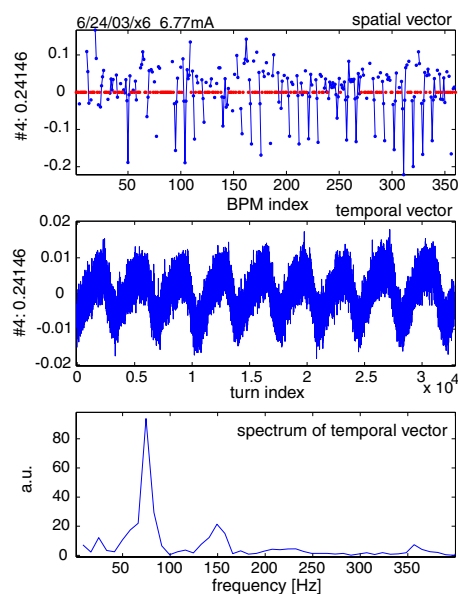 6/24/03/x6 6.77mA
spatial vector
#4: 0.24146
0.1
0
-0.1
-0.2
50 100 150 200 250 300 350
BPM index
temporal vector
#4: 0.24146
0.02
0.01
0
-0.01
-0.02
0 0.5 1 1.5 2 2.5 3
x 10^4
turn index
spectrum of temporal vector
a.u.
80
60
40
20
0
50 100 150 200 250 300 350
frequency [Hz]